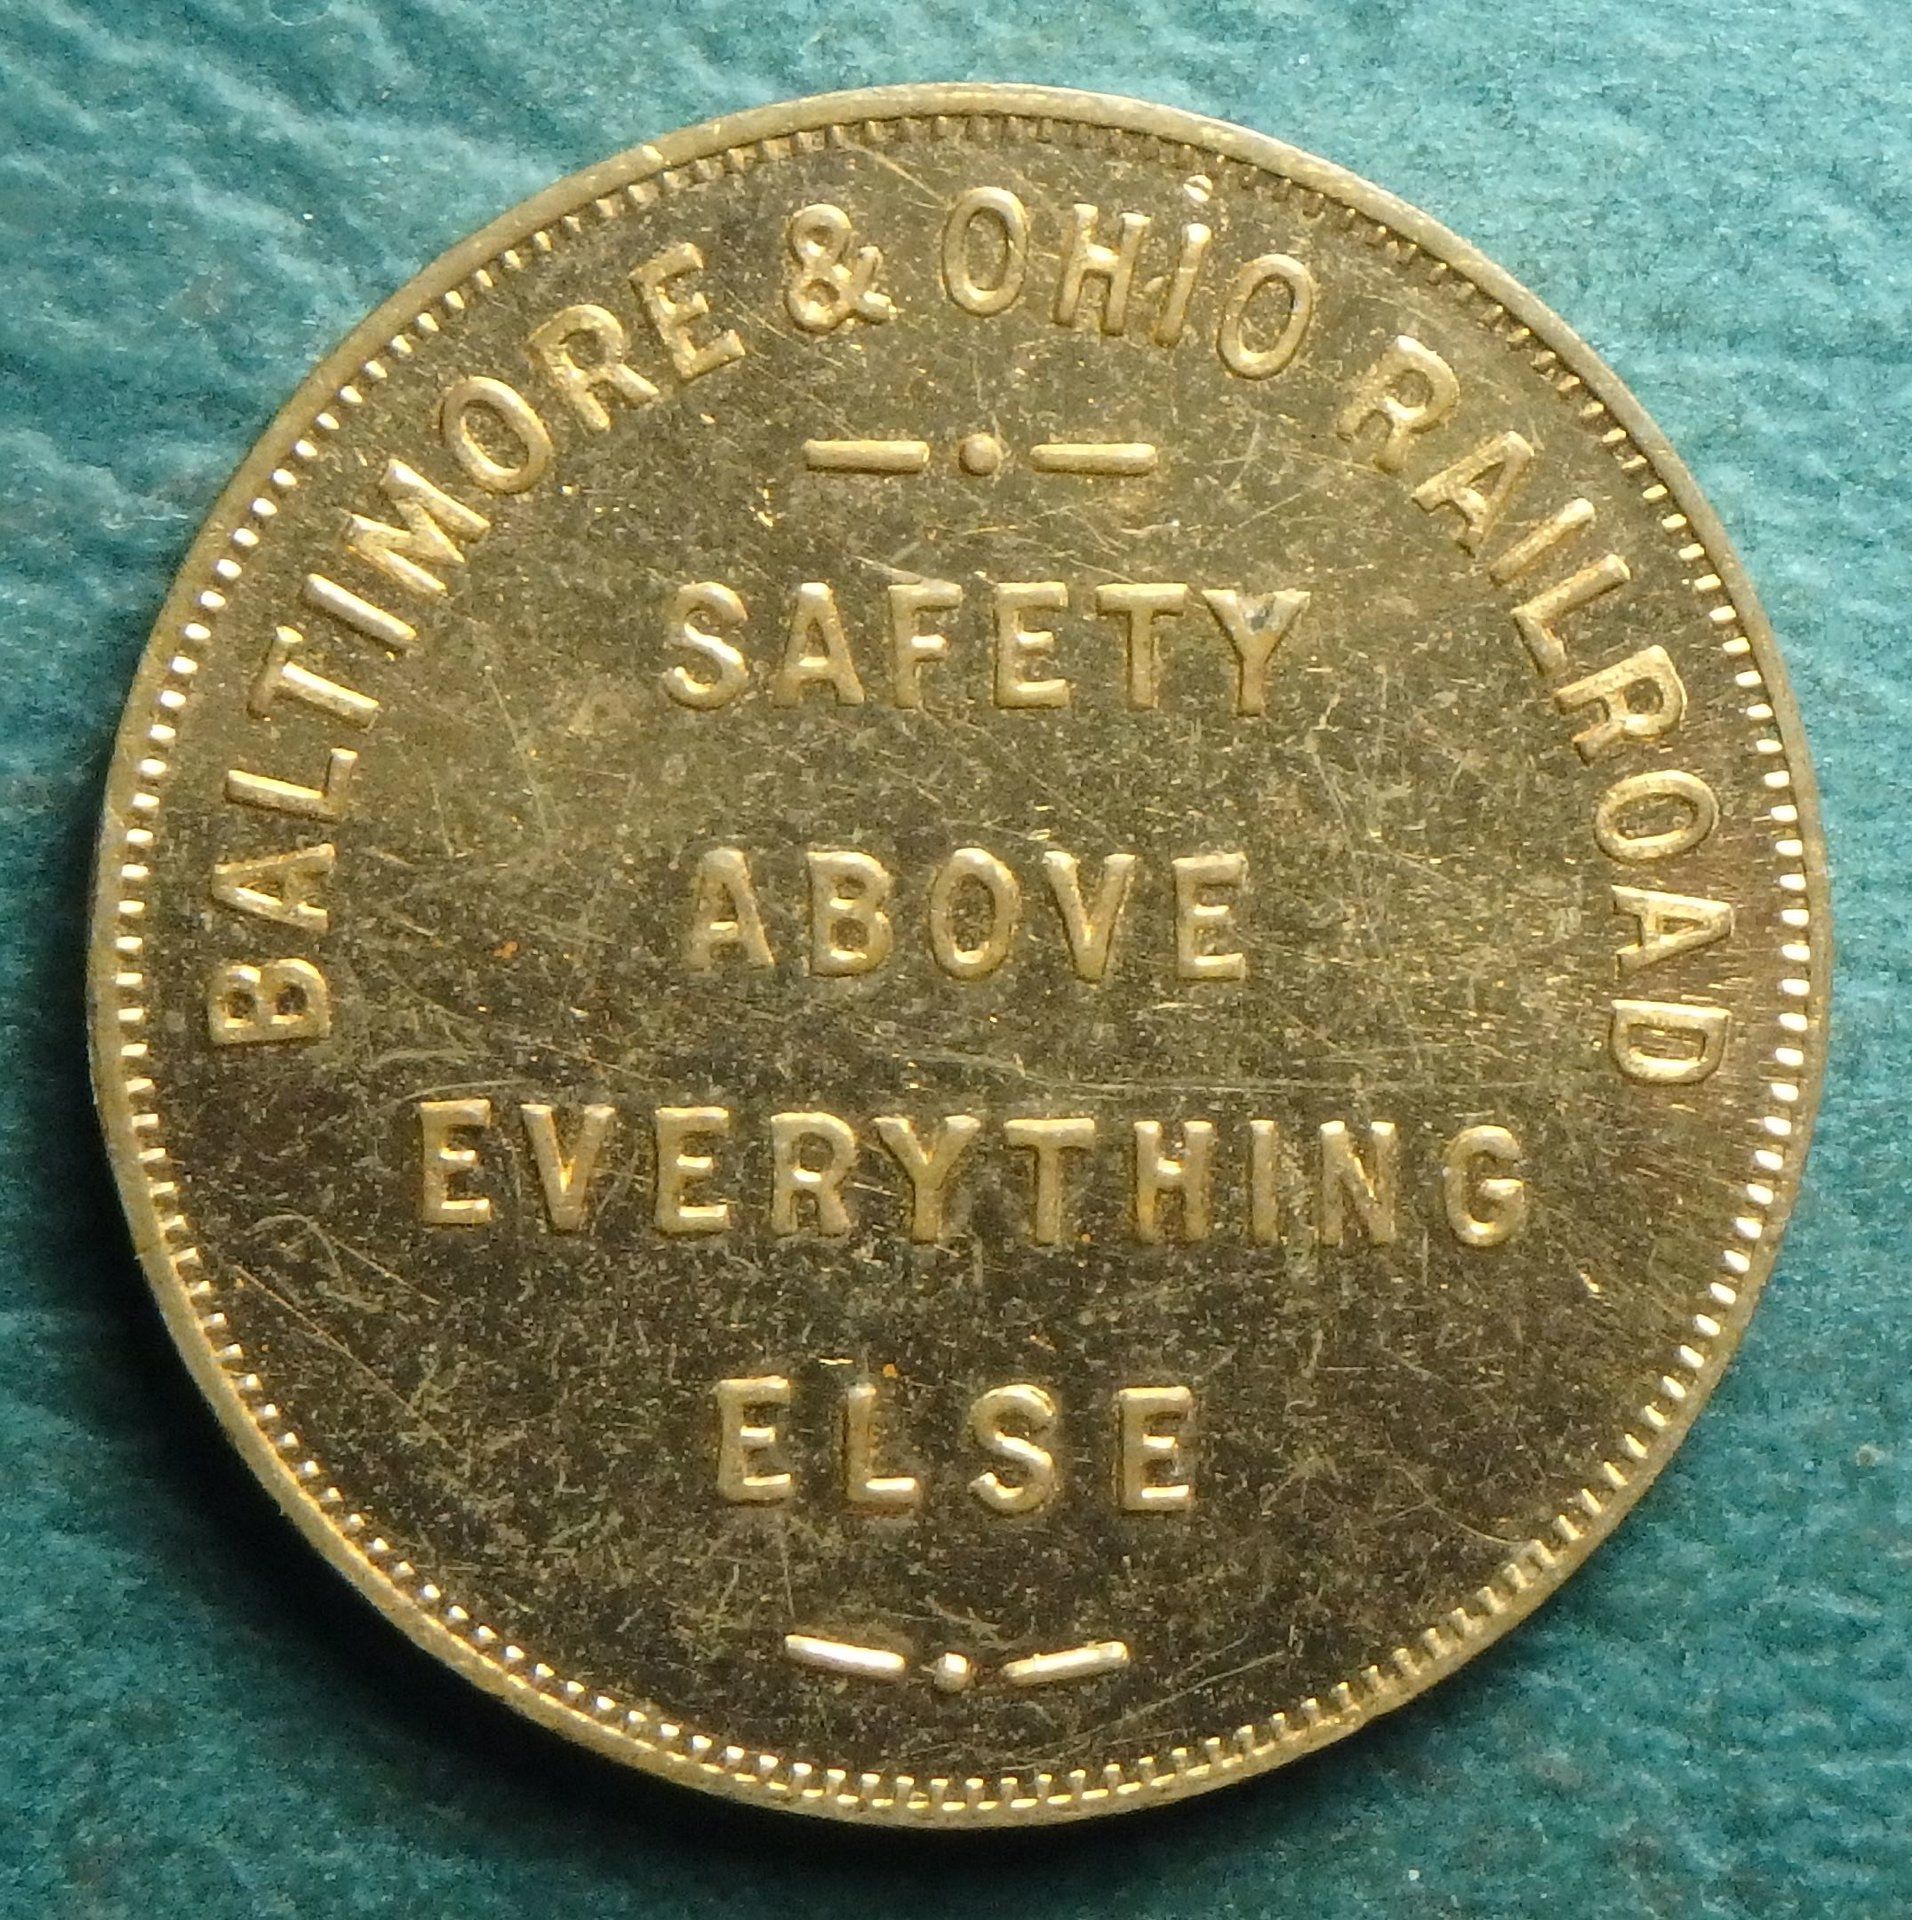 BALTIMORE & OHiO RAILROAD
SAFETY
ABOVE
EVERYTHING
ELSE